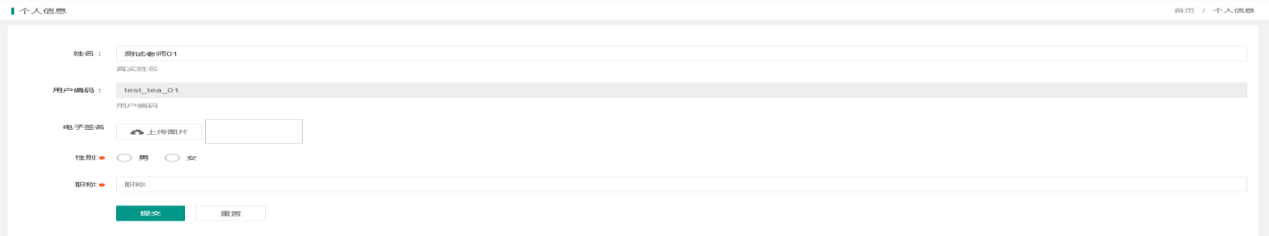 个人信息
首页 / 个人信息
姓名： 测试老师01
真实姓名
用户编码： test_tea_01
用户编码
电子签名 上传图片
性别: 男 女
职称: 职称
提交 重置